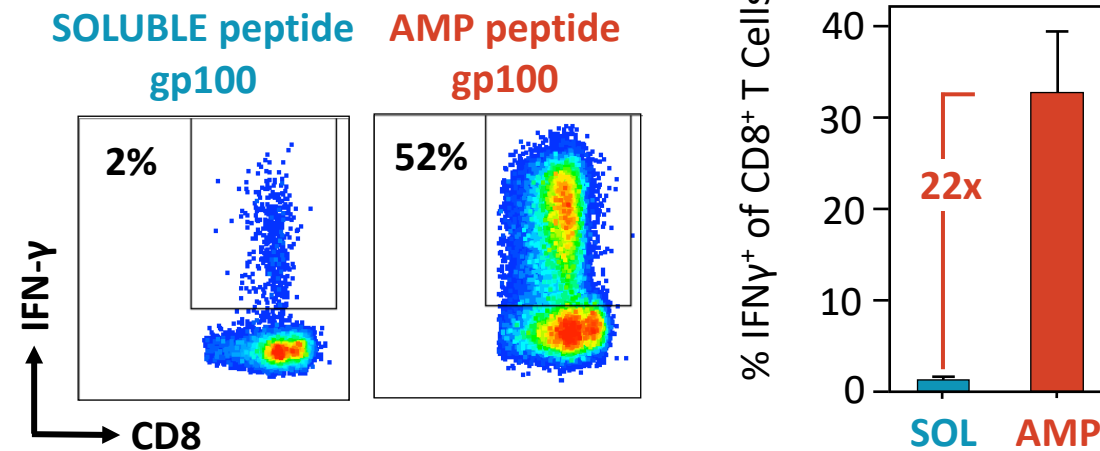 SOLUBLE peptide
gp100
AMP peptide
gp100
2%
52%
IFN-γ
CD8
% IFNγ⁺ of CD8⁺ T Cells
40
30
20
10
0
22x
SOL
AMP